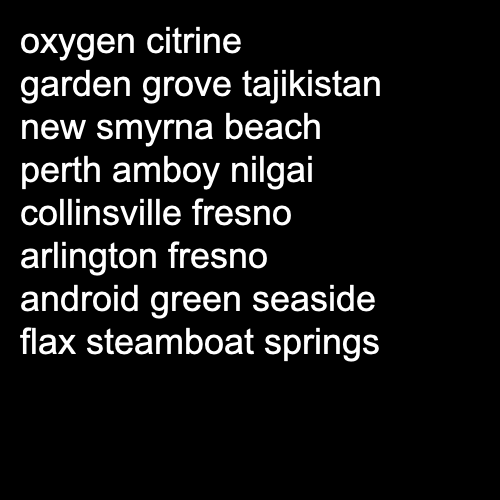 oxygen citrine
garden grove tajikistan
new smyrna beach
perth amboy nilgai
collinsville fresno
arlington fresno
android green seaside
flax steamboat springs